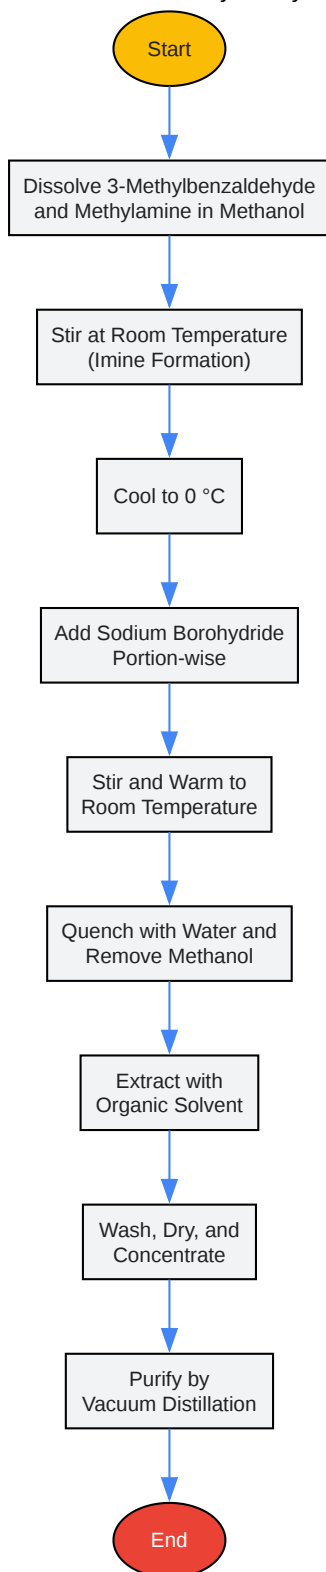 Start
Dissolve 3-Methylbenzaldehyde
and Methylamine in Methanol
Stir at Room Temperature
(Imine Formation)
Cool to 0 °C
Add Sodium Borohydride
Portion-wise
Stir and Warm to
Room Temperature
Quench with Water and
Remove Methanol
Extract with
Organic Solvent
Wash, Dry, and
Concentrate
Purify by
Vacuum Distillation
End